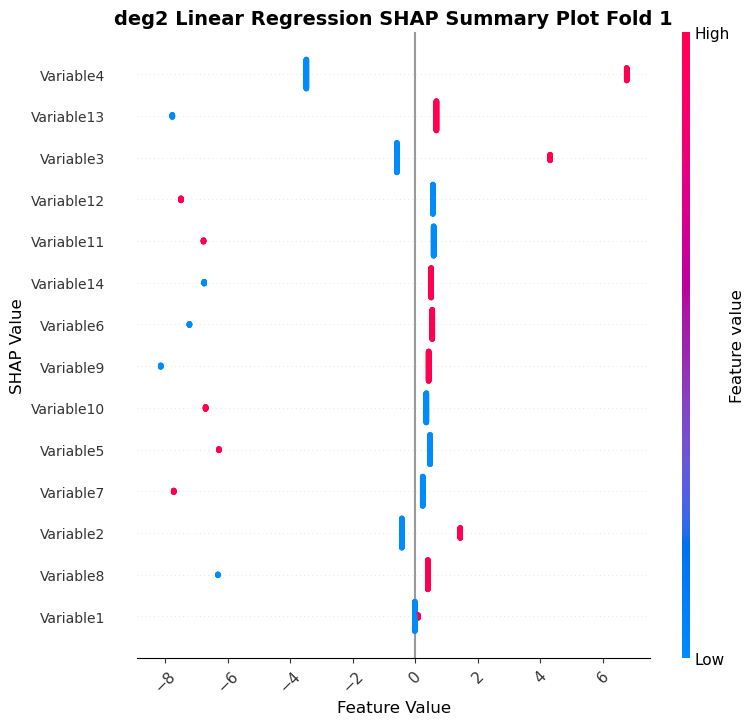 deg2 Linear Regression SHAP Summary Plot Fold 1
High
Variable4
Variable13
Variable3
Variable12
Variable11
Variable14
Variable6
Variable9
Variable10
Variable5
Variable7
Variable2
Variable8
Variable1
SHAP Value
Feature value
Low
−8 −6 −4 −2 0 2 4 6
Feature Value